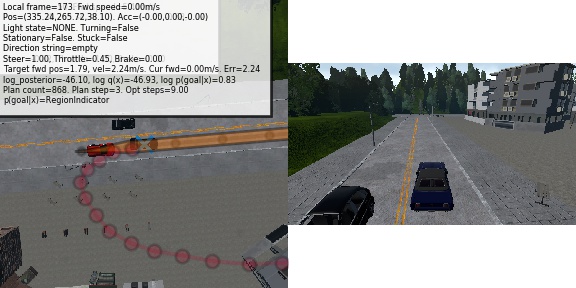 Local frame=173. Fwd speed=0.00m/s
Pos=(335.24,265.72,38.10). Acc=(-0.00,0.00,-0.00)
Light state=NONE. Turning=False
Stationary=False. Stuck=False
Direction string=empty
Steer=1.00, Throttle=0.45, Brake=0.00
Target fwd pos=1.79, vel=2.24m/s. Cur fwd=0.00m/s. Err=2.24
log_posterior=-46.10, log q(x)=-46.93, log p(goal|x)=0.83
Plan count=868. Plan step=3. Opt steps=9.00
p(goal|x)=RegionIndicator